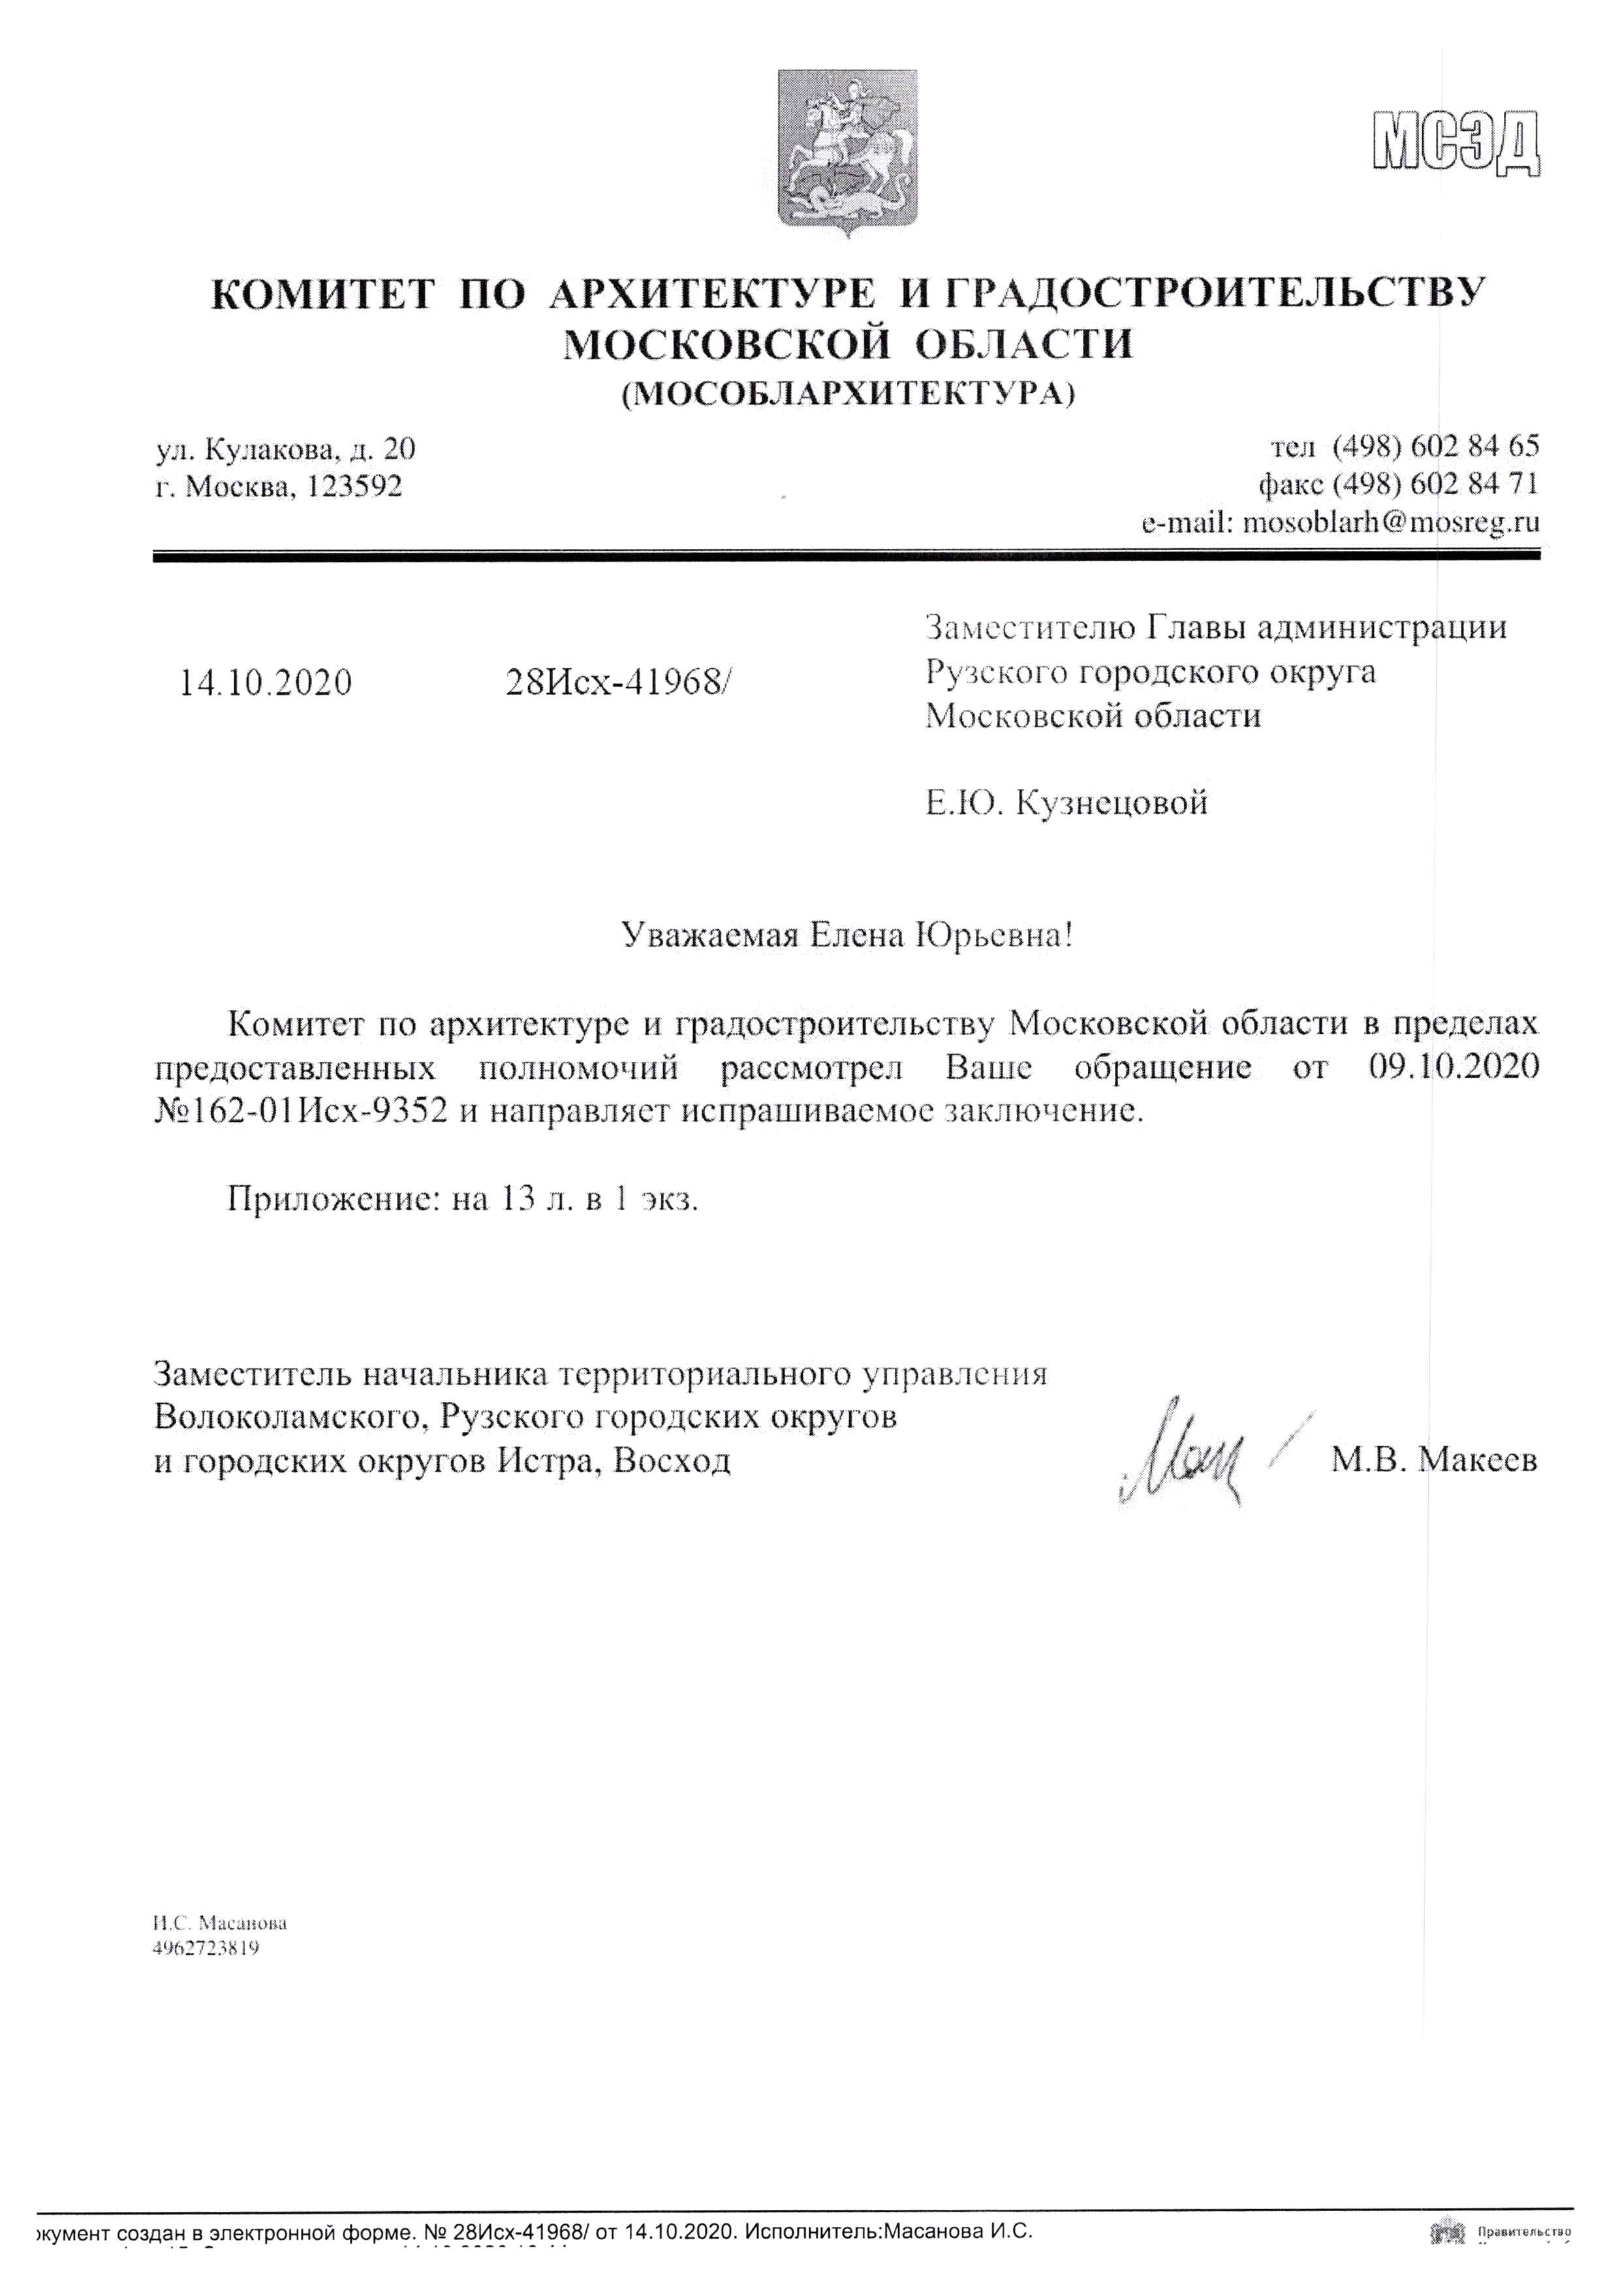 МСЭД
КОМИТЕТ ПО АРХИТЕКТУРЕ И ГРАДОСТРОИТЕЛЬСТВУ
МОСКОВСКОЙ ОБЛАСТИ
(МОСОБЛАРХИТЕКТУРА)
ул. Кулакова, д. 20
г. Москва, 123592
тел (498) 602 84 65
факс (498) 602 84 71
e-mail: mosoblarh@mosreg.ru
14.10.2020 28Исх-41968/
Заместителю Главы администрации
Рузского городского округа
Московской области
Е.Ю. Кузнецовой
Уважаемая Елена Юрьевна!
Комитет по архитектуре и градостроительству Московской области в пределах
предоставленных полномочий рассмотрел Ваше обращение от 09.10.2020
№162-01Исх-9352 и направляет испрашиваемое заключение.
Приложение: на 13 л. в 1 экз.
Заместитель начальника территориального управления
Волоколамского, Рузского городских округов
и городских округов Истра, Восход
М.В. Макеев
И.С. Масанова
4962723819
окумент создан в электронной форме. № 28Исх-41968/ от 14.10.2020. Исполнитель:Масанова И.С.
Правительство